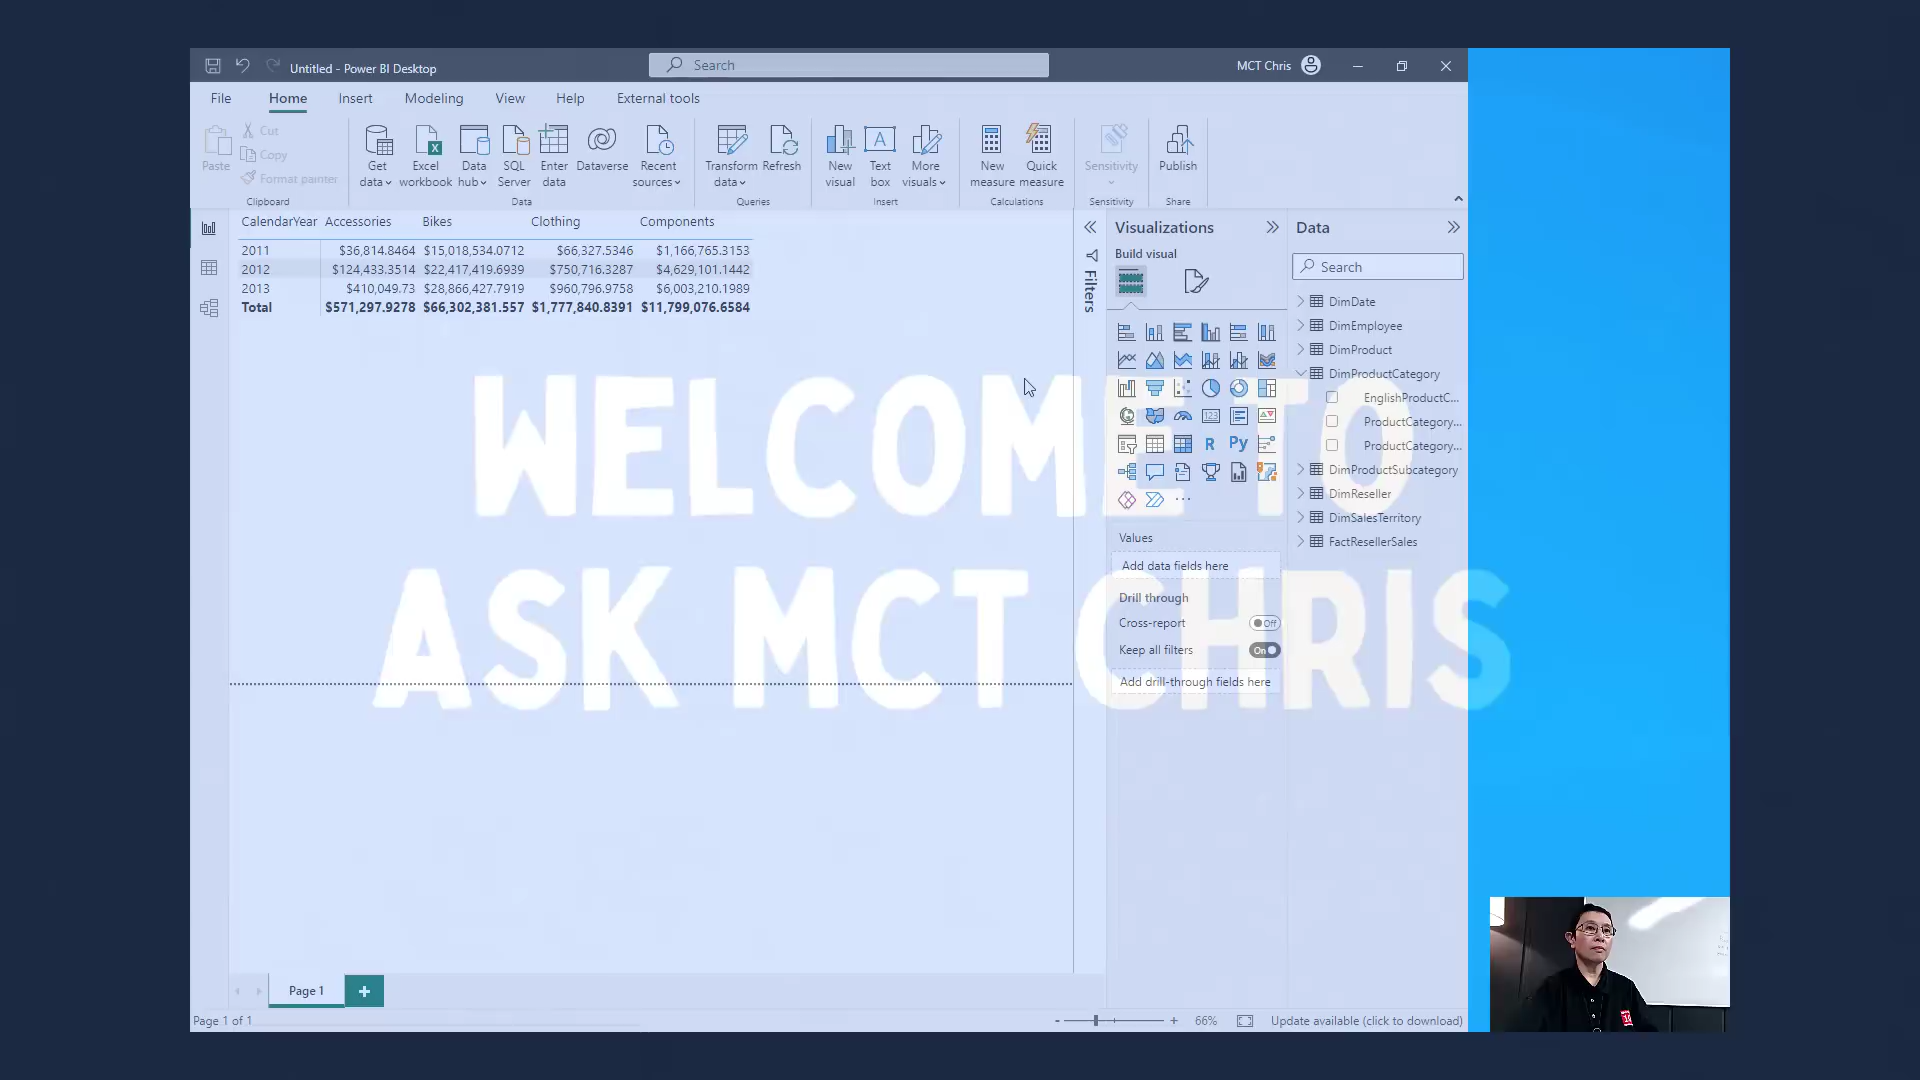 Untitled - Power BI Desktop
Search
MCT Chris
File Home Insert Modeling View Help External tools
Paste
Cut
Copy
Format painter
Clipboard
Get data
Excel workbook
Data hub
SQL Server
Enter data
Dataverse
Recent sources
Data
Transform data
Refresh
Queries
New visual
Text box
More visuals
Insert
New measure
Quick measure
Calculations
Sensitivity
Sensitivity
Publish
Share
CalendarYear Accessories Bikes Clothing Components
2011 $36,814.8464 $15,018,534.0712 $66,327.5346 $1,166,765.3153
2012 $124,433.3514 $22,417,419.6939 $750,716.3287 $4,629,101.1442
2013 $410,049.73 $28,866,427.7919 $960,796.9758 $6,003,210.1989
Total $571,297.9278 $66,302,381.557 $1,777,840.8391 $11,799,076.6584
WELCOME TO
ASK MCT CHRIS
Filters
Visualizations
Build visual
123
R Py
Values
Add data fields here
Drill through
Cross-report Off
Keep all filters On
Add drill-through fields here
Data
Search
DimDate
DimEmployee
DimProduct
DimProductCategory
EnglishProductC...
ProductCategory...
ProductCategory...
DimProductSubcategory
DimReseller
DimSalesTerritory
FactResellerSales
Page 1
Page 1 of 1
66%
Update available (click to download)